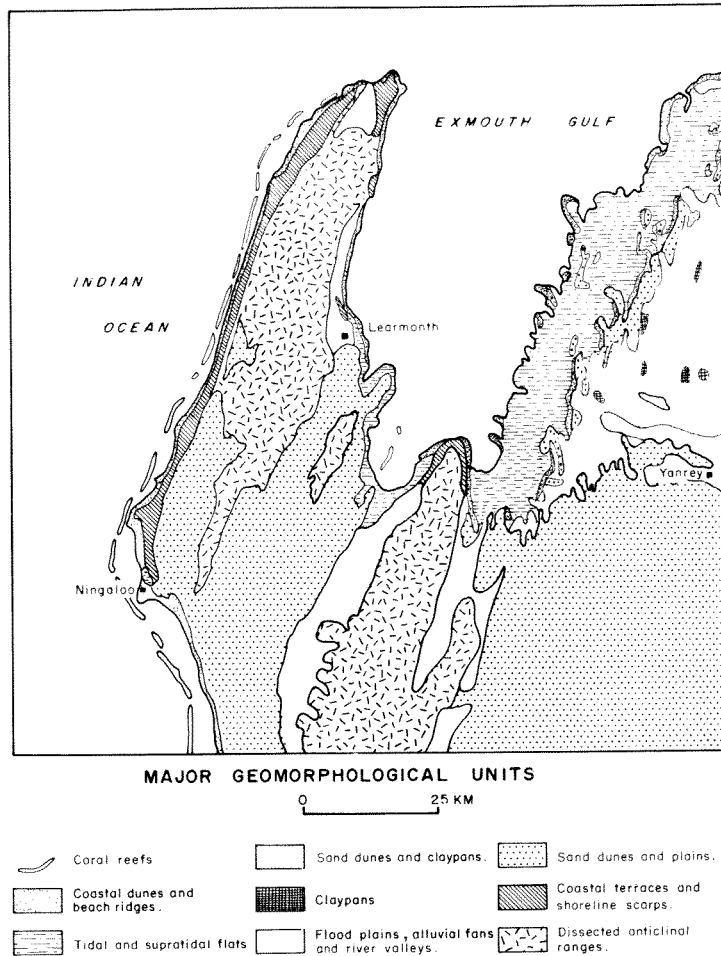 EXMOUTH GULF
INDIAN
OCEAN
Learmonth
Yanrey
Ningaloo
MAJOR GEOMORPHOLOGICAL UNITS
0 25 KM
Coral reefs
Sand dunes and claypans.
Sand dunes and plains.
Coastal dunes and
beach ridges.
Claypans
Coastal terraces and
shoreline scarps.
Tidal and supratidal flats
Flood plains, alluvial fans
and river valleys.
Dissected anticlinal
ranges.